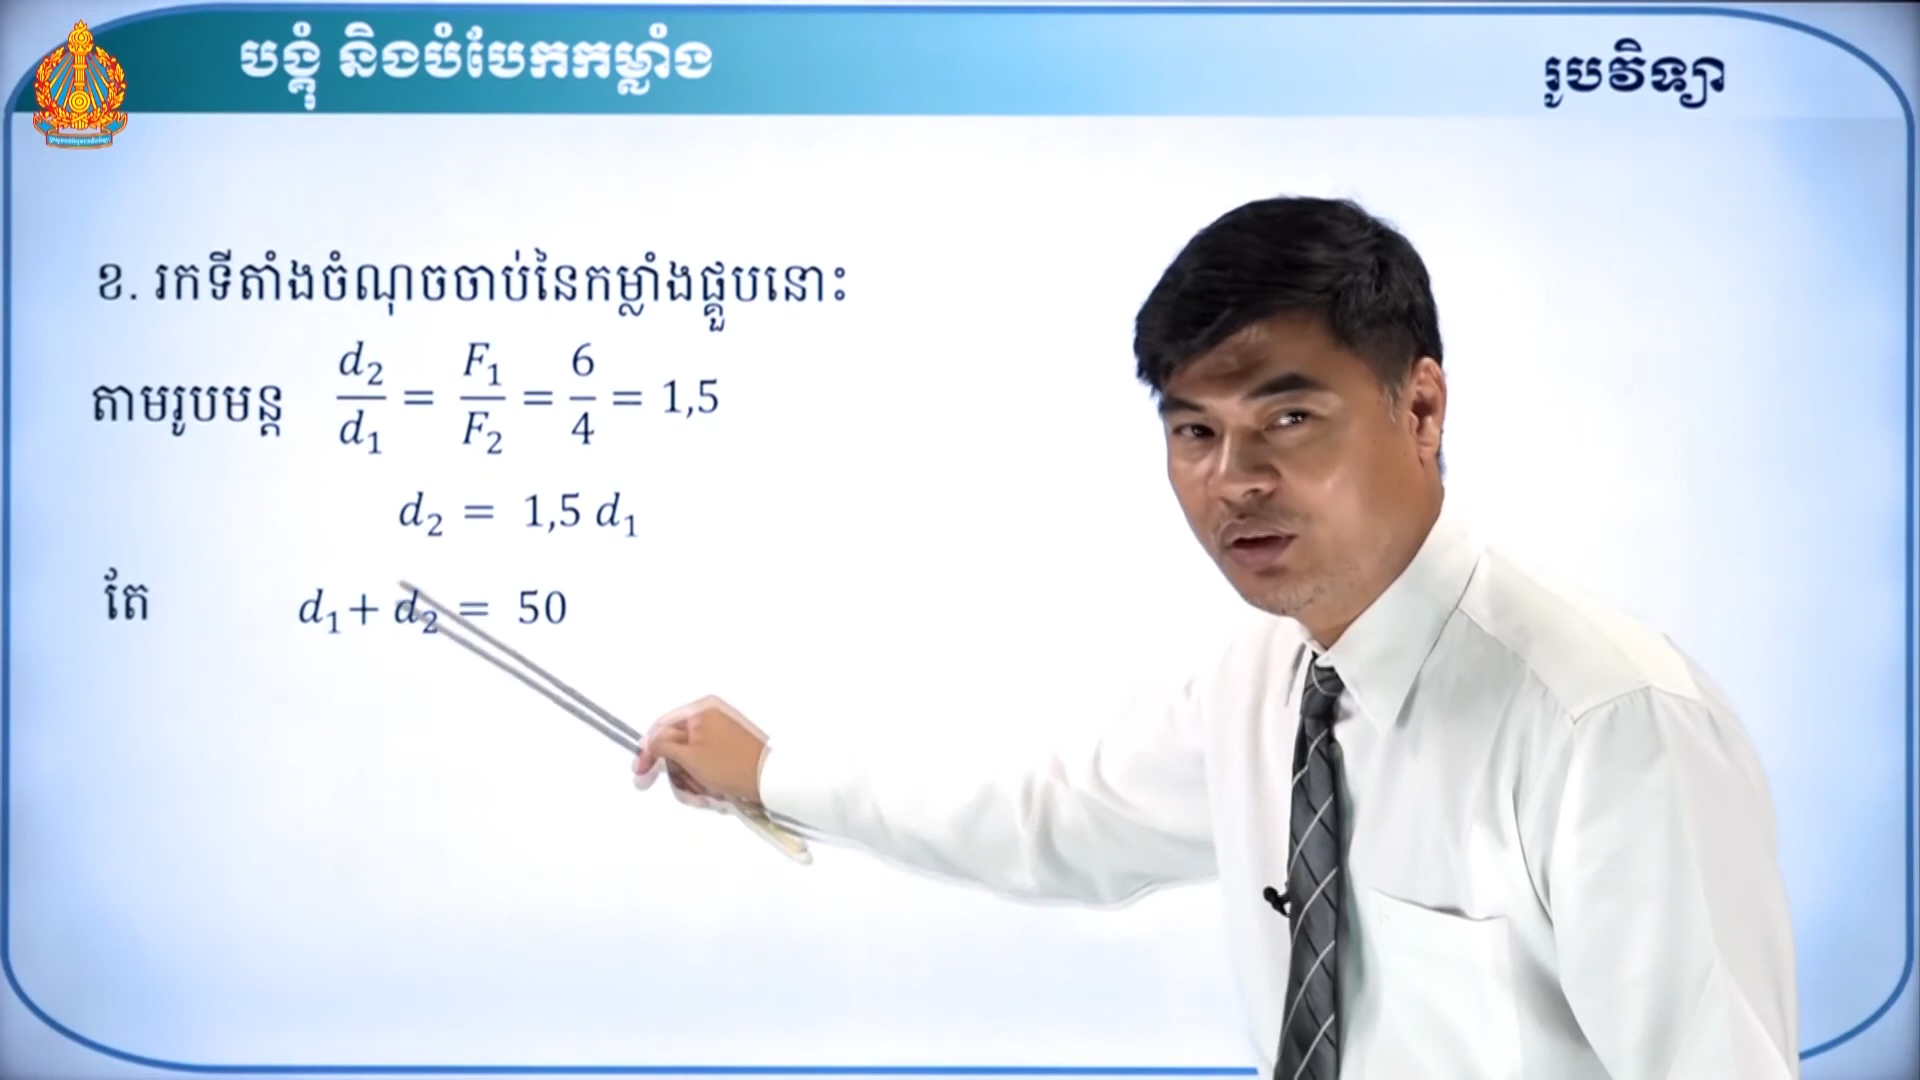 បង្គុំ និងបំបែកកម្លាំង
រូបវិទ្យា
ខ. រកទីតាំងចំណុចចាប់នៃកម្លាំងផ្គួបនោះ
តាមរូបមន្ត d₂/d₁ = F₁/F₂ = 6/4 = 1,5
d₂ = 1,5 d₁
តែ d₁+ d₂ = 50